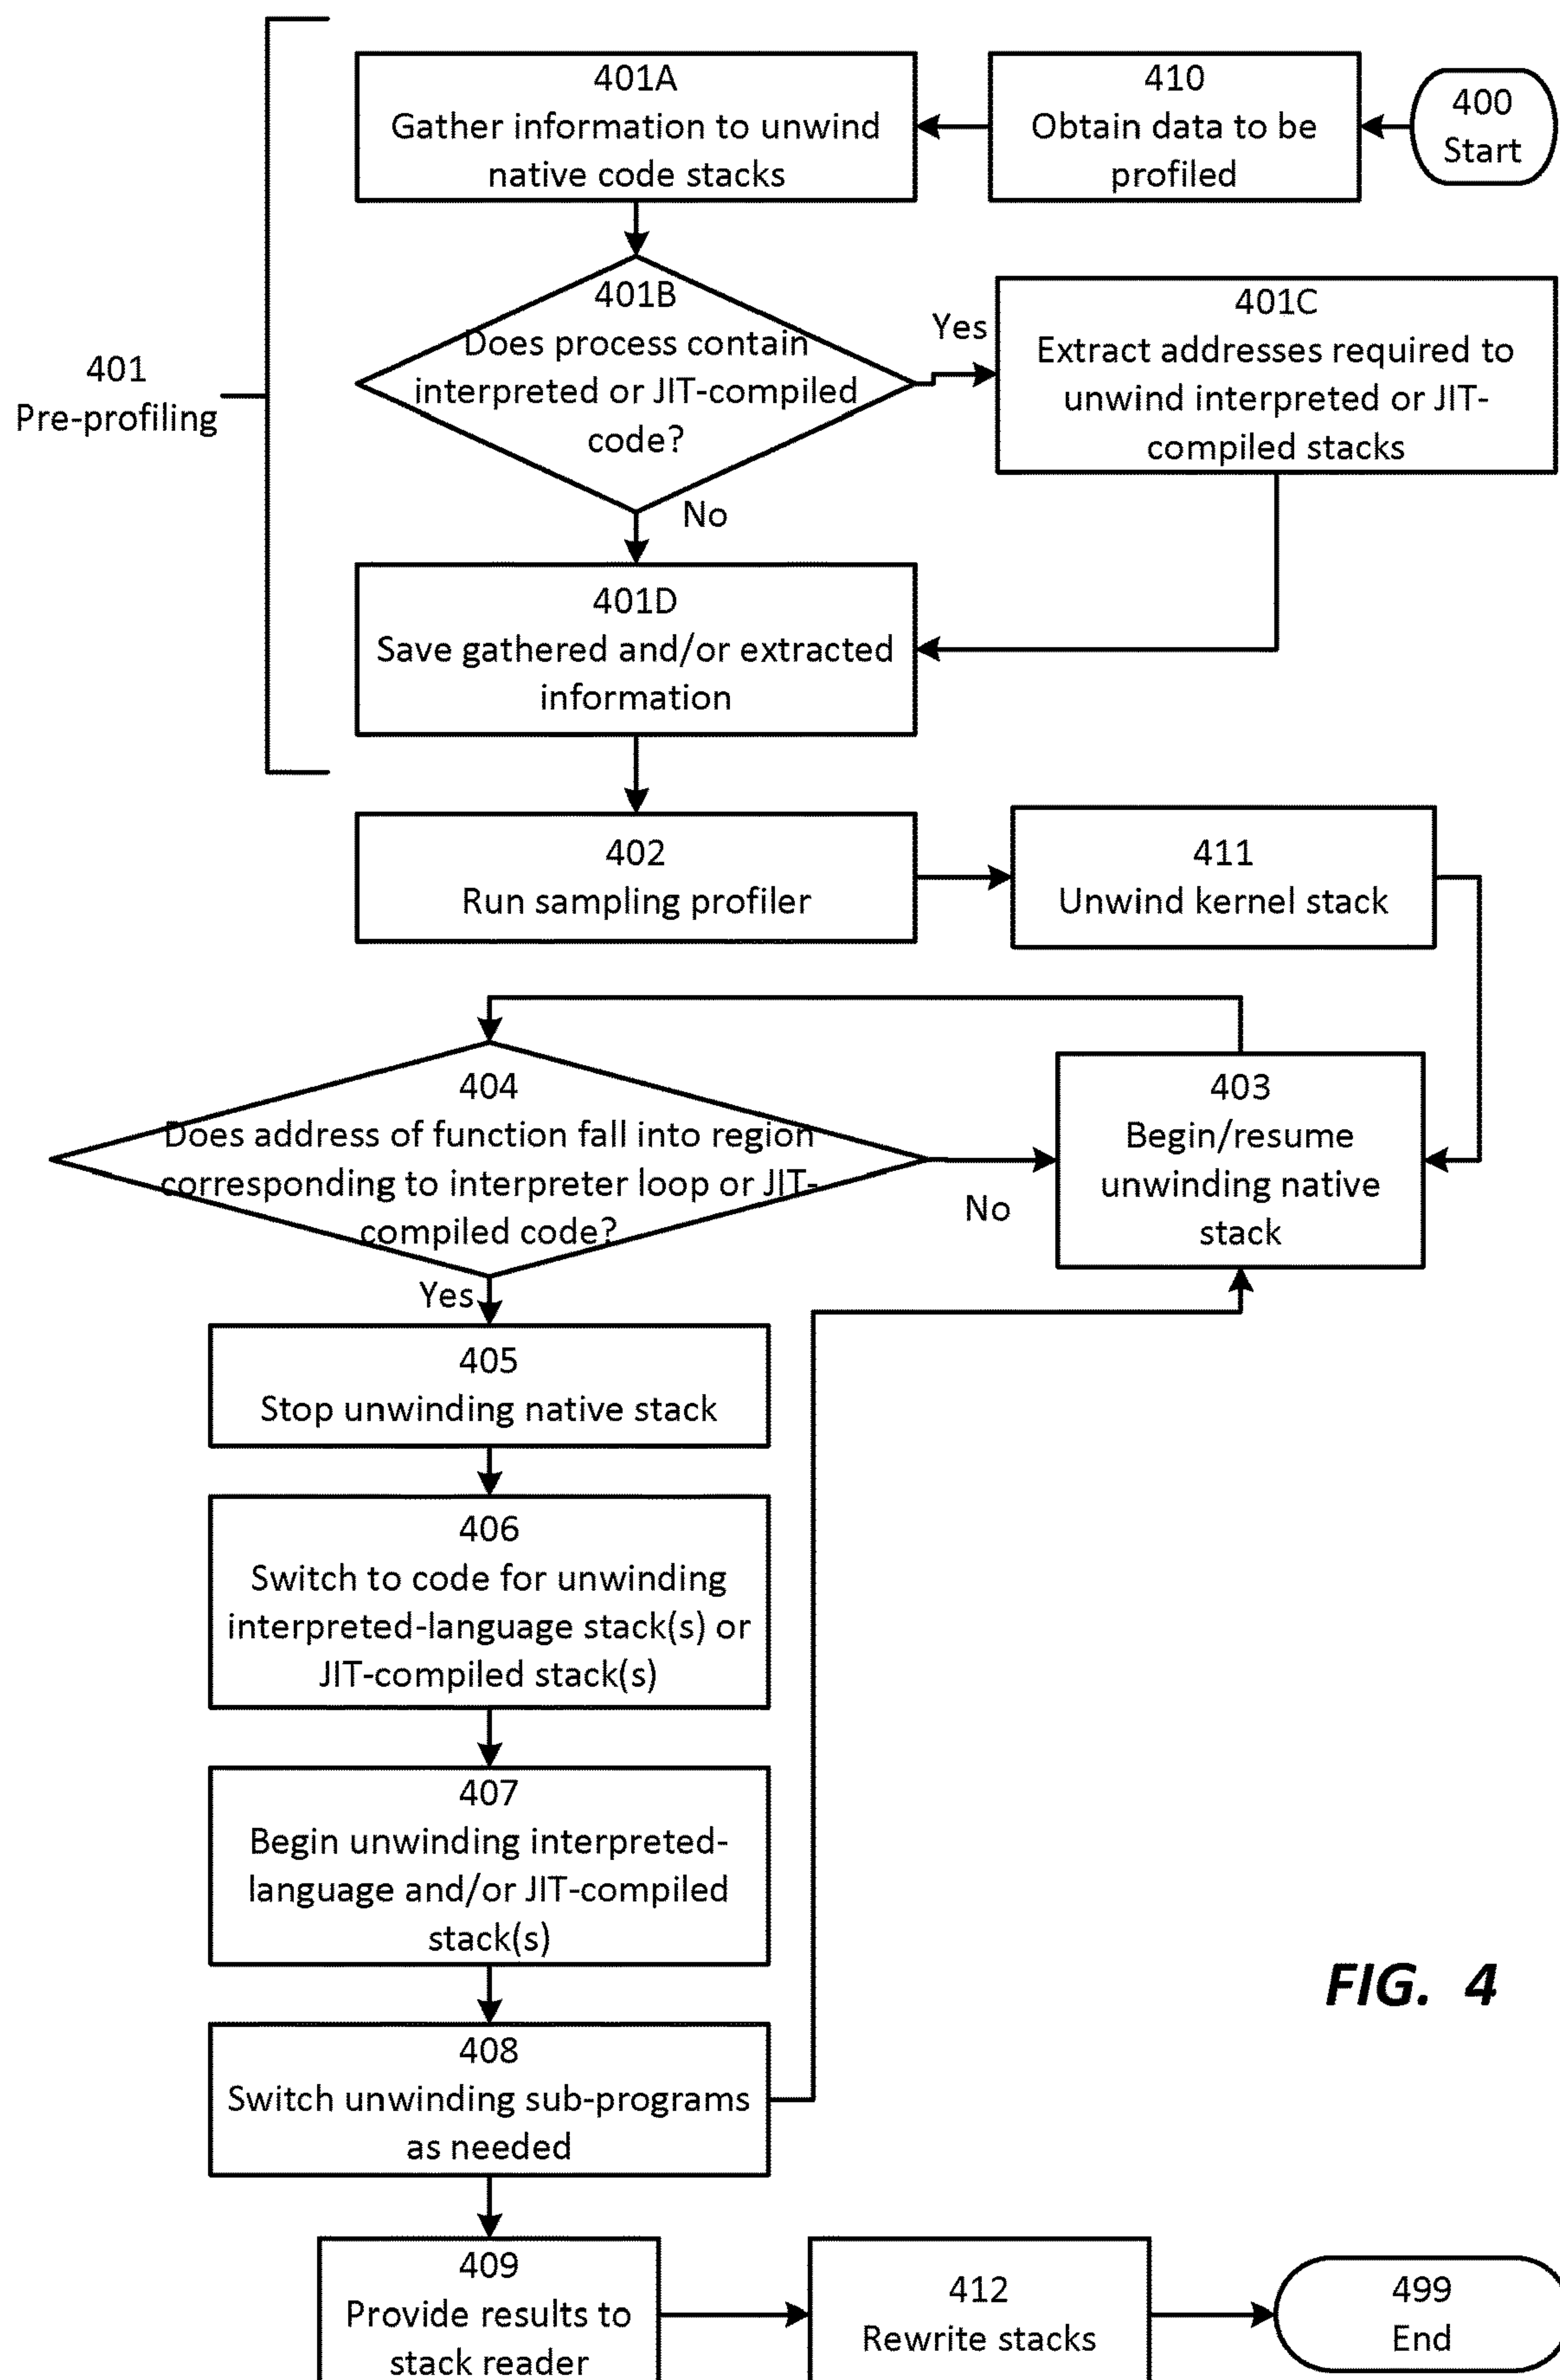 400
Start
410
Obtain data to be
profiled
401A
Gather information to unwind
native code stacks
401
Pre-profiling
401B
Does process contain
interpreted or JIT-compiled
code?
Yes
401C
Extract addresses required to
unwind interpreted or JIT-
compiled stacks
No
401D
Save gathered and/or extracted
information
402
Run sampling profiler
411
Unwind kernel stack
403
Begin/resume
unwinding native
stack
404
Does address of function fall into region
corresponding to interpreter loop or JIT-
compiled code?
No
Yes
405
Stop unwinding native stack
406
Switch to code for unwinding
interpreted-language stack(s) or
JIT-compiled stack(s)
407
Begin unwinding interpreted-
language and/or JIT-compiled
stack(s)
408
Switch unwinding sub-programs
as needed
409
Provide results to
stack reader
412
Rewrite stacks
499
End
FIG. 4